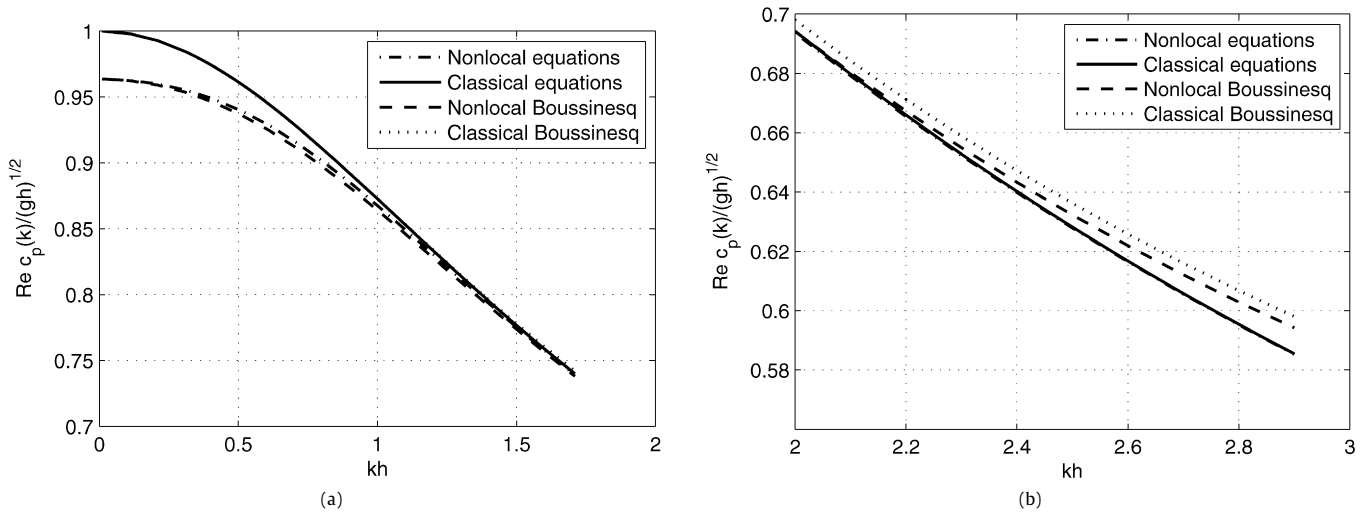 1
0.95
0.9
0.85
0.8
0.75
0.7
0
0.5
1
1.5
2
Re c_p(k)/(gh)^{1/2}
kh
Nonlocal equations
Classical equations
Nonlocal Boussinesq
Classical Boussinesq
(a)
0.7
0.68
0.66
0.64
0.62
0.6
0.58
2
2.2
2.4
2.6
2.8
3
Re c_p(k)/(gh)^{1/2}
kh
Nonlocal equations
Classical equations
Nonlocal Boussinesq
Classical Boussinesq
(b)